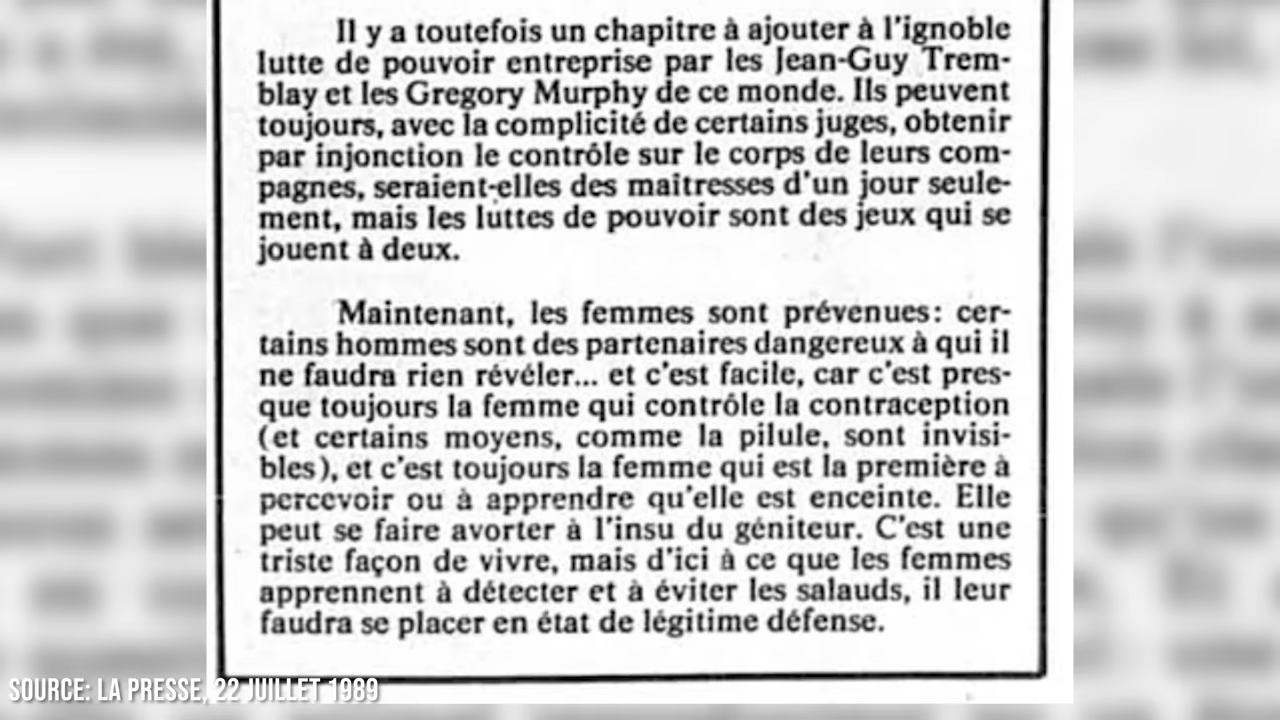 Il y a toutefois un chapitre à ajouter à l'ignoble
lutte de pouvoir entreprise par les Jean-Guy Trem-
blay et les Gregory Murphy de ce monde. Ils peuvent
toujours, avec la complicité de certains juges, obtenir
par injonction le contrôle sur le corps de leurs com-
pagnes, seraient-elles des maîtresses d'un jour seule-
ment, mais les luttes de pouvoir sont des jeux qui se
jouent à deux.
Maintenant, les femmes sont prévenues: cer-
tains hommes sont des partenaires dangereux à qui il
ne faudra rien révéler... et c'est facile, car c'est pres-
que toujours la femme qui contrôle la contraception
(et certains moyens, comme la pilule, sont invisi-
bles), et c'est toujours la femme qui est la première à
percevoir ou à apprendre qu'elle est enceinte. Elle
peut se faire avorter à l'insu du géniteur. C'est une
triste façon de vivre, mais d'ici à ce que les femmes
apprennent à détecter et à éviter les salauds, il leur
faudra se placer en état de légitime défense.
SOURCE: LA PRESSE, 22 JUILLET 1989